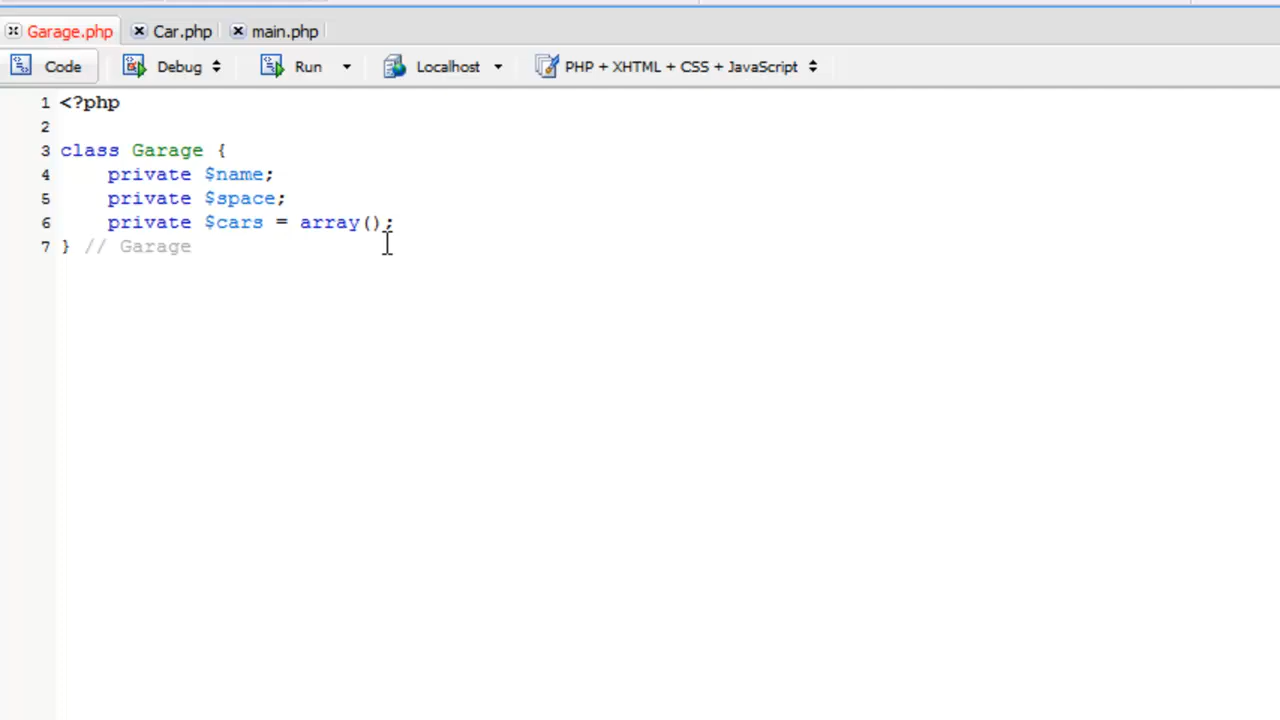 Garage.php Car.php main.php
Code Debug Run Localhost PHP + XHTML + CSS + JavaScript
1 <?php
2
3 class Garage {
4 private $name;
5 private $space;
6 private $cars = array();
7 } // Garage